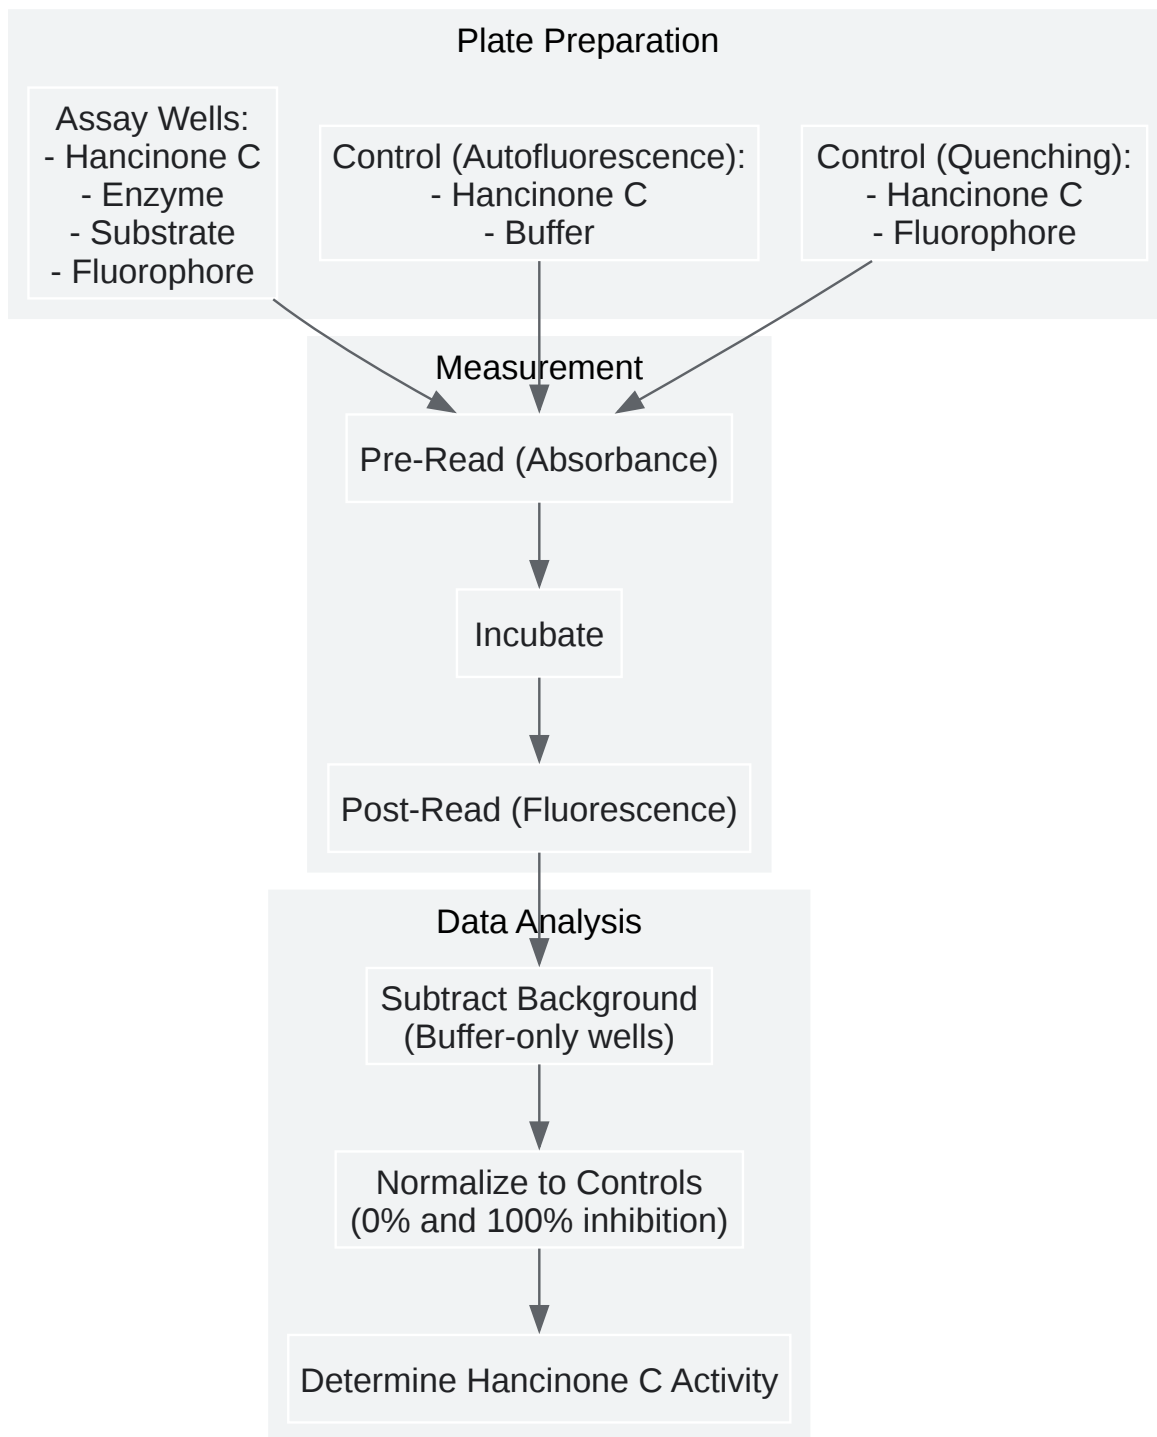 Plate Preparation
Assay Wells:
- Hancinone C
- Enzyme
- Substrate
- Fluorophore
Control (Autofluorescence):
- Hancinone C
- Buffer
Control (Quenching):
- Hancinone C
- Fluorophore
Measurement
Pre-Read (Absorbance)
Incubate
Post-Read (Fluorescence)
Data Analysis
Subtract Background
(Buffer-only wells)
Normalize to Controls
(0% and 100% inhibition)
Determine Hancinone C Activity